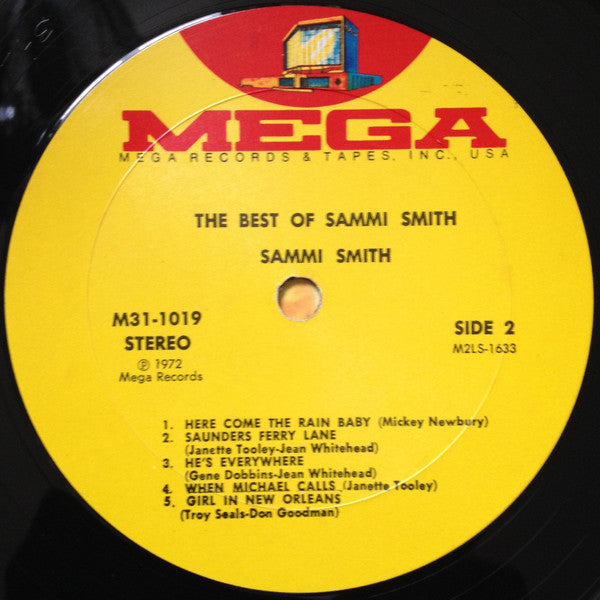 MEGA
MEGA RECORDS & TAPES, INC., USA
THE BEST OF SAMMI SMITH
SAMMI SMITH
M31-1019
STEREO
℗ 1972
Mega Records
SIDE 2
M2LS-1633
1. HERE COME THE RAIN BABY (Mickey Newbury)
2. SAUNDERS FERRY LANE
(Janette Tooley-Jean Whitehead)
3. HE'S EVERYWHERE
(Gene Dobbins-Jean Whitehead)
4. WHEN MICHAEL CALLS (Janette Tooley)
5. GIRL IN NEW ORLEANS
(Troy Seals-Don Goodman)